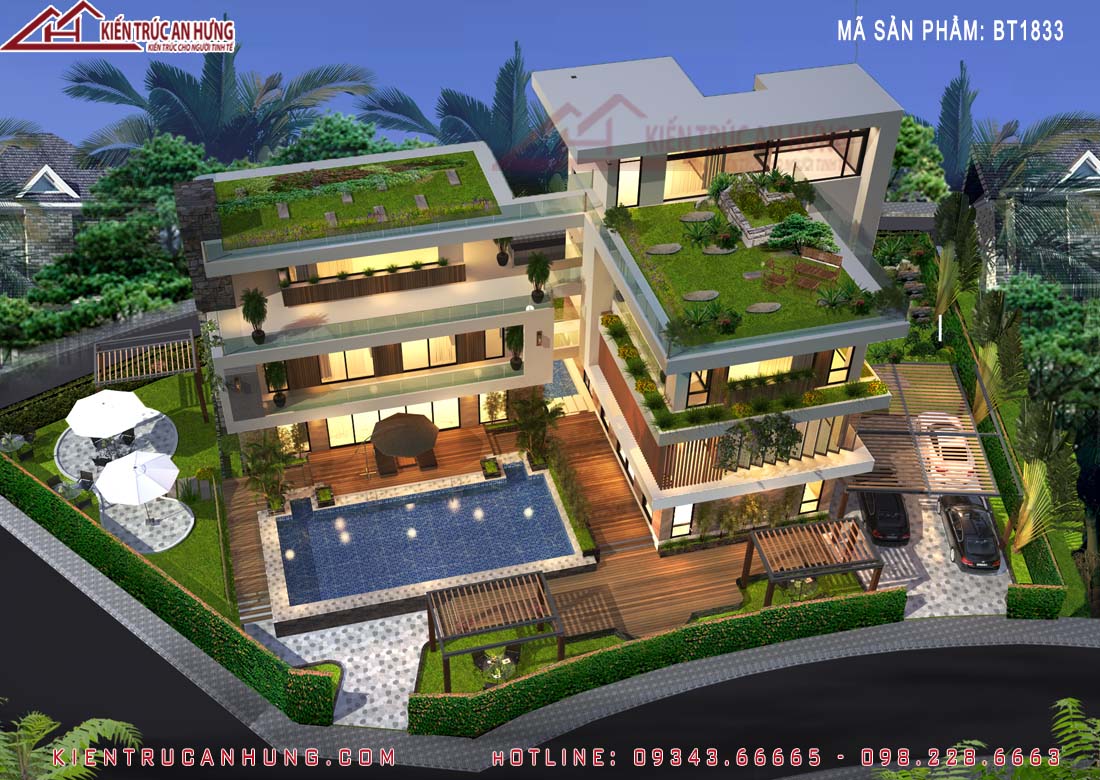 KIẾN TRÚC AN HƯNG
KIẾN TRÚC CHO NGƯỜI TINH TẾ
MÃ SẢN PHẨM: BT1833
KIẾN TRÚC AN HƯNG
KIENTRUCANHUNG.COM
HOTLINE: 09343.66665 - 098.228.6663